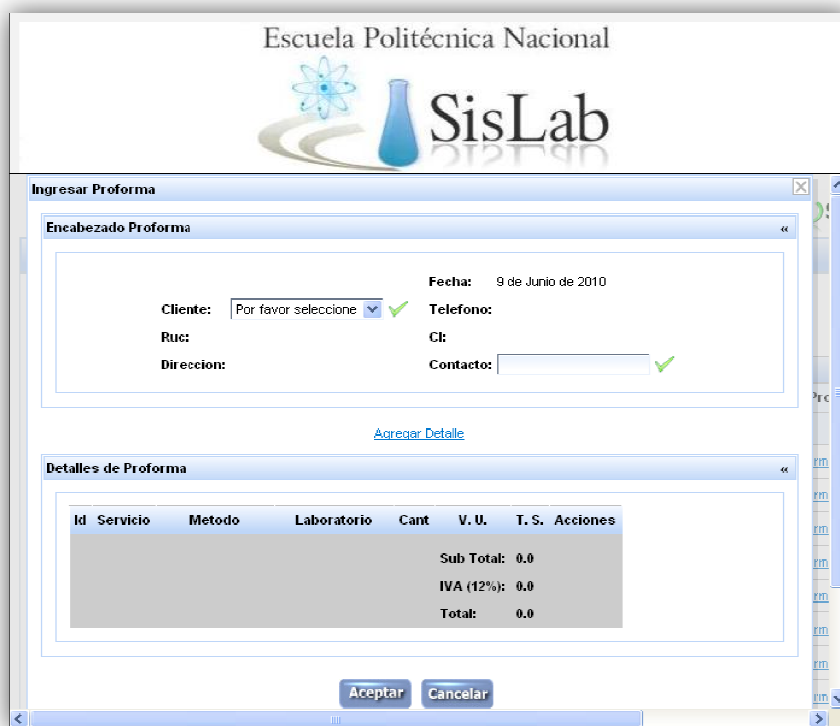 Escuela Politécnica Nacional
SisLab
Ingresar Proforma
Encabezado Proforma «
Fecha: 9 de Junio de 2010
Cliente: Por favor seleccione Telefono:
Ruc: CI:
Direccion: Contacto:
Agregar Detalle
Detalles de Proforma «
Id Servicio Metodo Laboratorio Cant V. U. T. S. Acciones
Sub Total: 0.0
IVA (12%): 0.0
Total: 0.0
Aceptar Cancelar